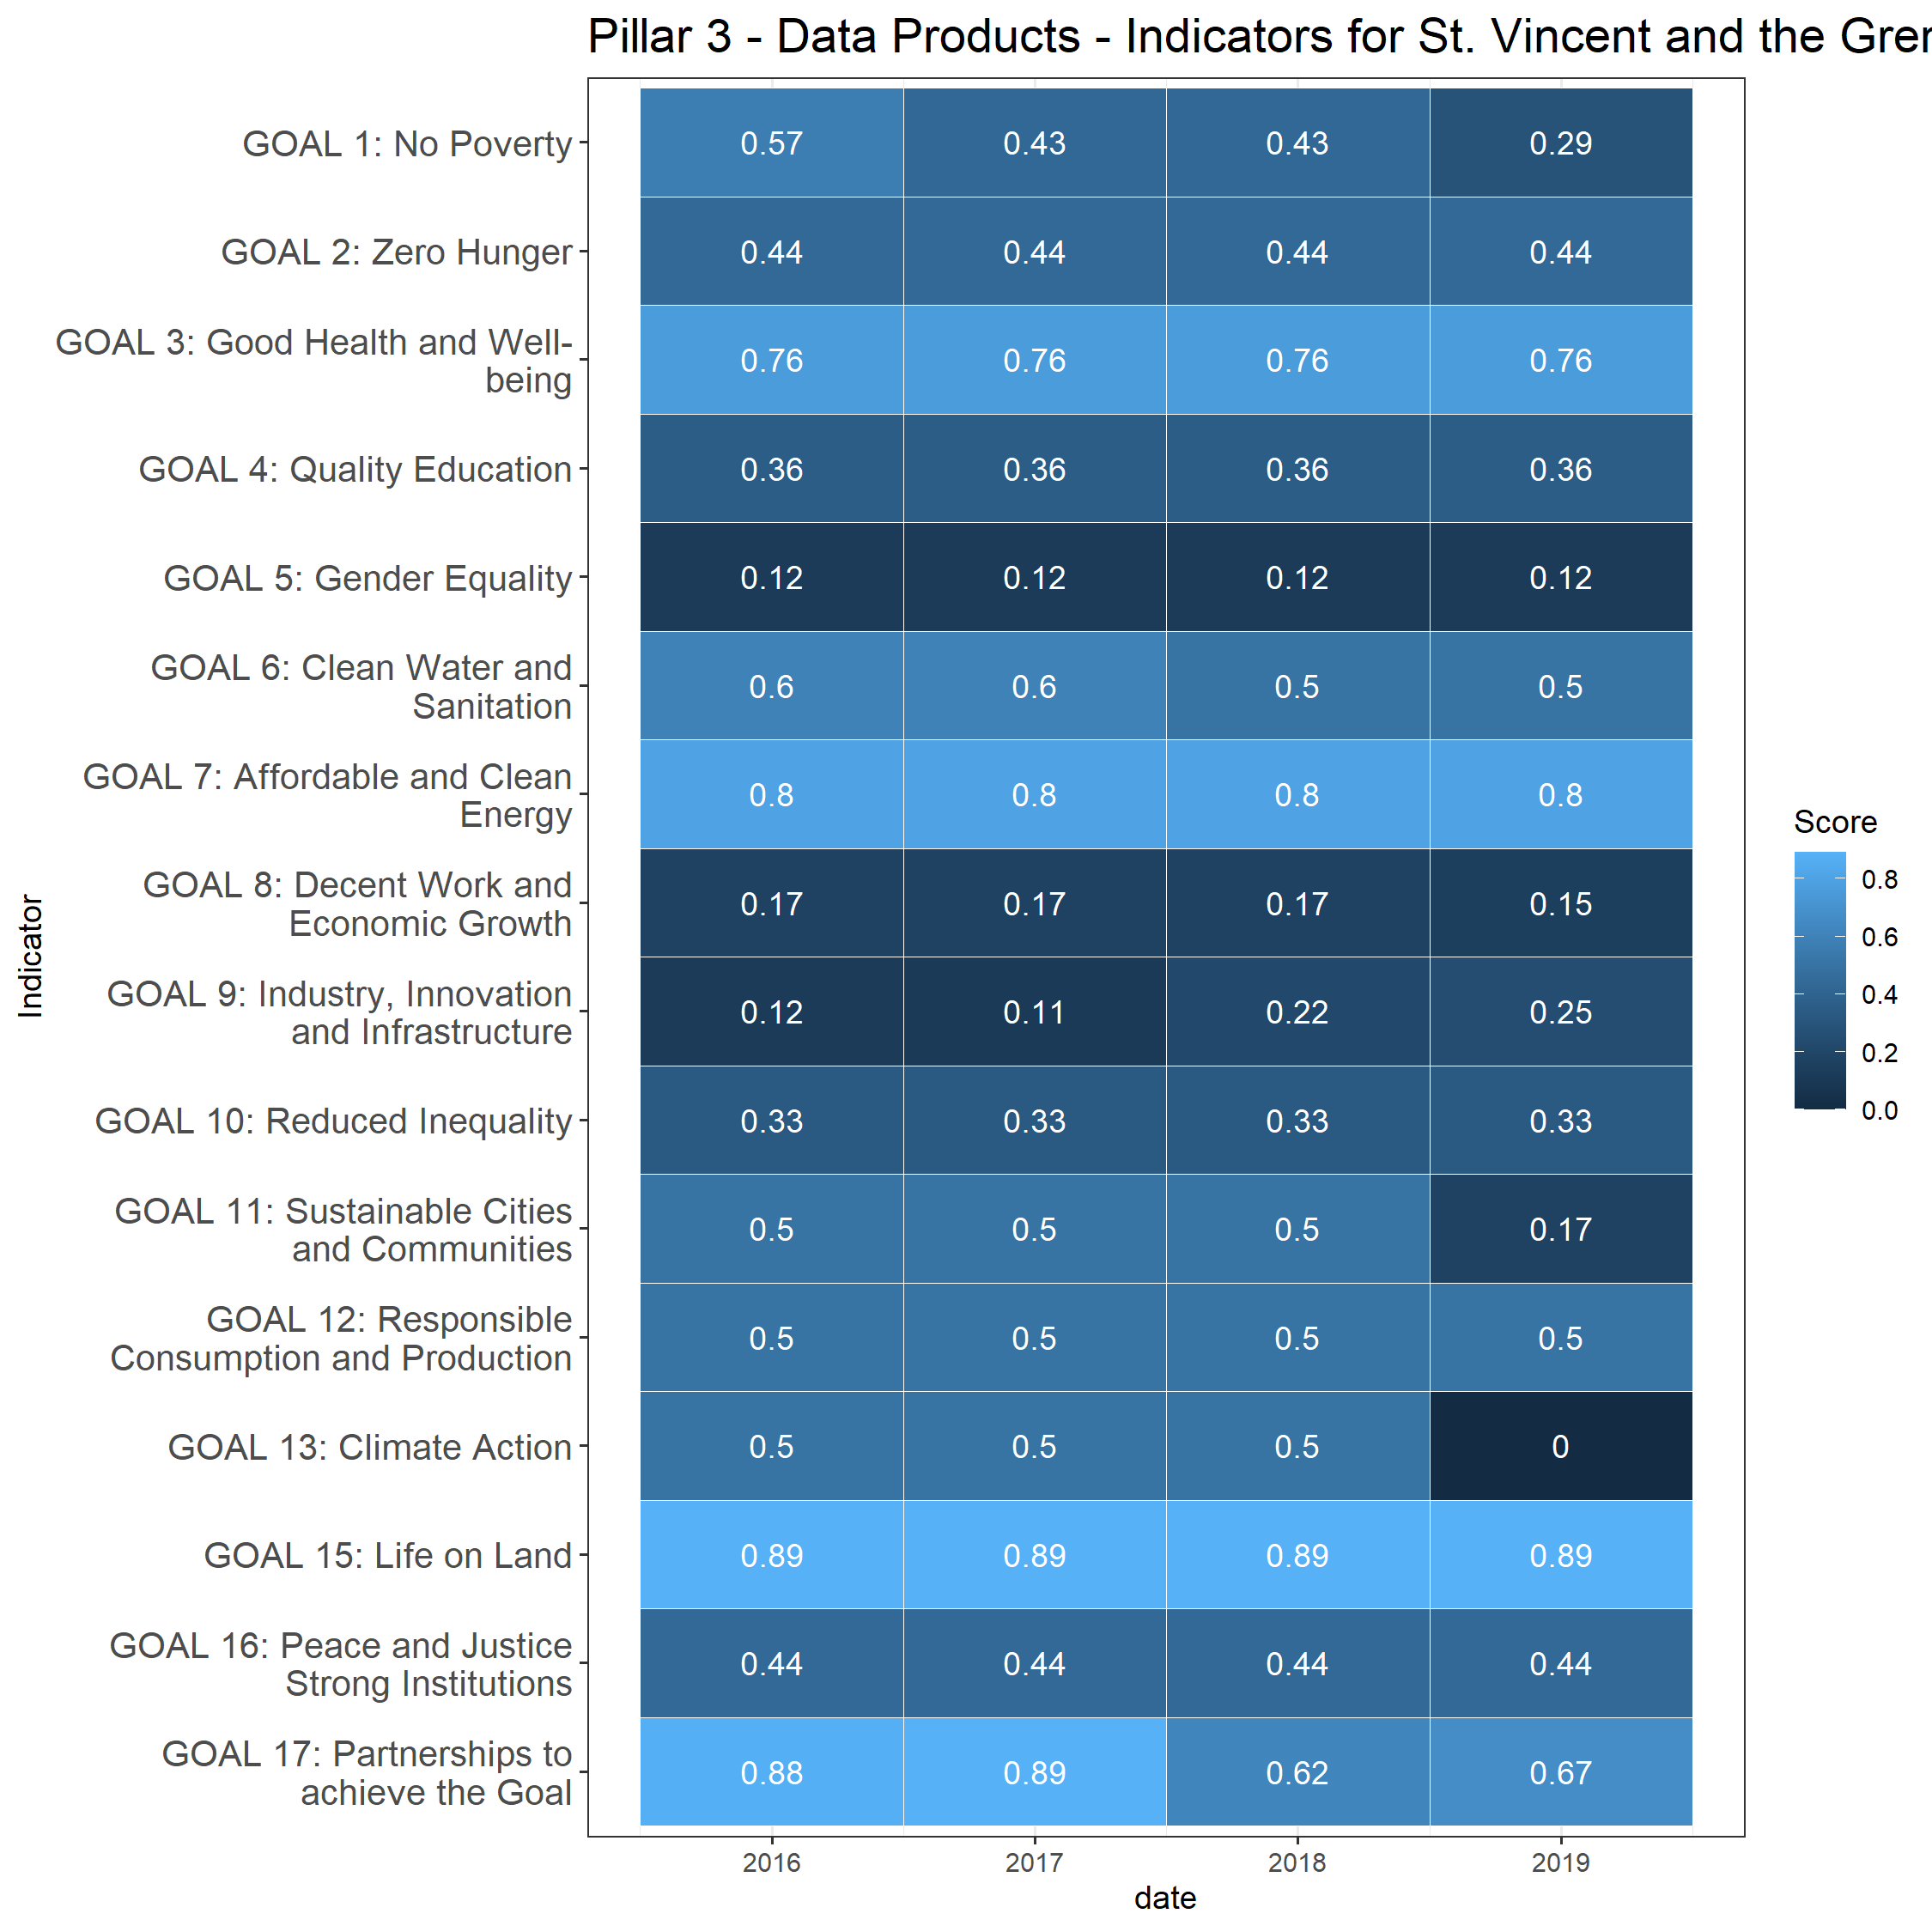 Pillar 3 - Data Products - Indicators for St. Vincent and the Gren
GOAL 1: No Poverty 0.57 0.43 0.43 0.29
GOAL 2: Zero Hunger 0.44 0.44 0.44 0.44
GOAL 3: Good Health and Well-
being
0.76 0.76 0.76 0.76
GOAL 4: Quality Education 0.36 0.36 0.36 0.36
GOAL 5: Gender Equality 0.12 0.12 0.12 0.12
GOAL 6: Clean Water and
Sanitation
0.6 0.6 0.5 0.5
GOAL 7: Affordable and Clean
Energy
0.8 0.8 0.8 0.8
GOAL 8: Decent Work and
Economic Growth
0.17 0.17 0.17 0.15
GOAL 9: Industry, Innovation
and Infrastructure
0.12 0.11 0.22 0.25
GOAL 10: Reduced Inequality 0.33 0.33 0.33 0.33
GOAL 11: Sustainable Cities
and Communities
0.5 0.5 0.5 0.17
GOAL 12: Responsible
Consumption and Production
0.5 0.5 0.5 0.5
GOAL 13: Climate Action 0.5 0.5 0.5 0
GOAL 15: Life on Land 0.89 0.89 0.89 0.89
GOAL 16: Peace and Justice
Strong Institutions
0.44 0.44 0.44 0.44
GOAL 17: Partnerships to
achieve the Goal
0.88 0.89 0.62 0.67
2016 2017 2018 2019
date
Indicator
Score
0.8
0.6
0.4
0.2
0.0